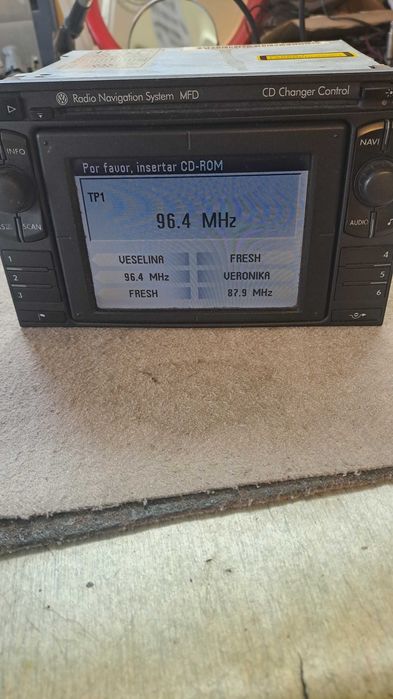 Radio Navigation System MFD
CD Changer Control
INFO
NAVI
AS
SCAN
AUDIO
Por favor, insertar CD-ROM
TP1
96.4 MHz
VESELINA
FRESH
96.4 MHz
VERONIKA
FRESH
87.9 MHz
1
2
3
4
5
6